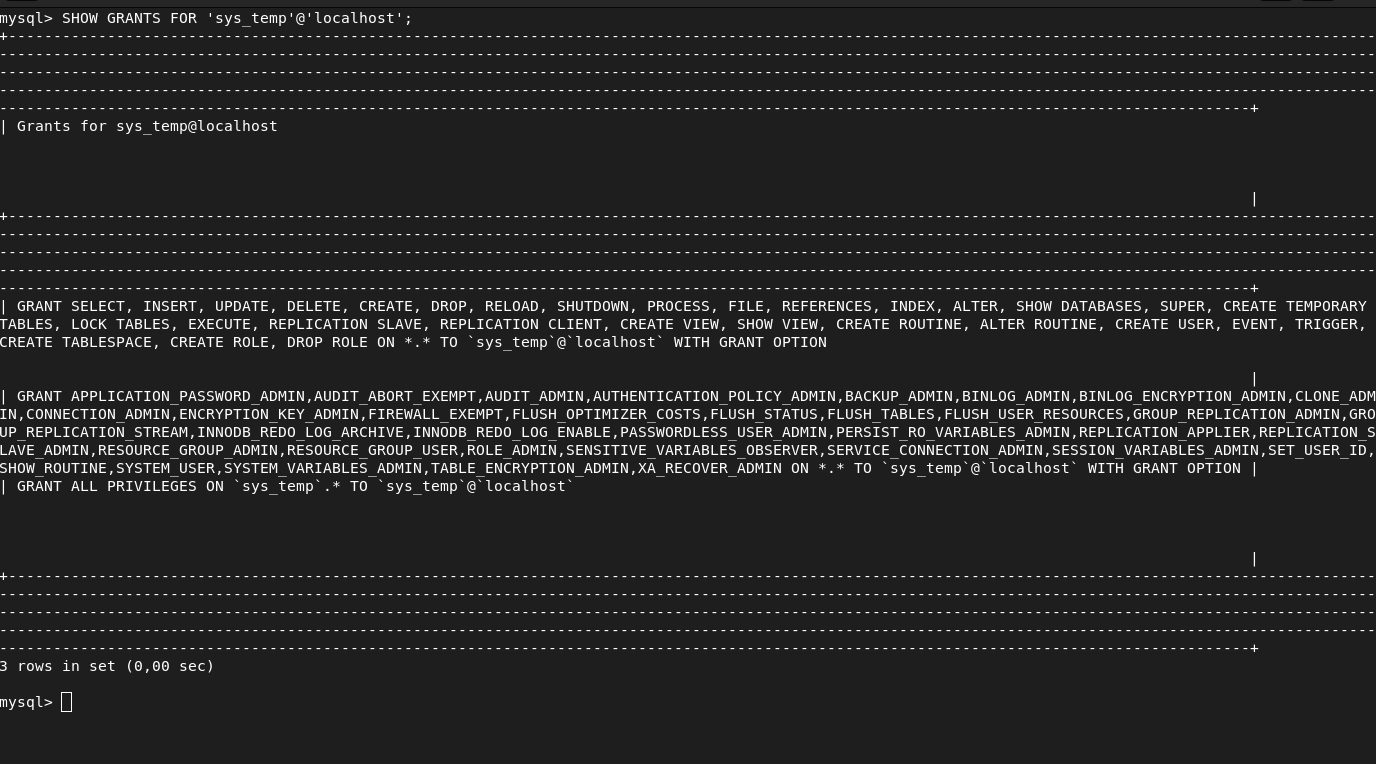 mysql> SHOW GRANTS FOR 'sys_temp'@'localhost';
| Grants for sys_temp@localhost
|
| GRANT SELECT, INSERT, UPDATE, DELETE, CREATE, DROP, RELOAD, SHUTDOWN, PROCESS, FILE, REFERENCES, INDEX, ALTER, SHOW DATABASES, SUPER, CREATE TEMPORARY
TABLES, LOCK TABLES, EXECUTE, REPLICATION SLAVE, REPLICATION CLIENT, CREATE VIEW, SHOW VIEW, CREATE ROUTINE, ALTER ROUTINE, CREATE USER, EVENT, TRIGGER,
CREATE TABLESPACE, CREATE ROLE, DROP ROLE ON *.* TO `sys_temp`@`localhost` WITH GRANT OPTION
|
| GRANT APPLICATION_PASSWORD_ADMIN,AUDIT_ABORT_EXEMPT,AUDIT_ADMIN,AUTHENTICATION_POLICY_ADMIN,BACKUP_ADMIN,BINLOG_ADMIN,BINLOG_ENCRYPTION_ADMIN,CLONE_ADM
IN,CONNECTION_ADMIN,ENCRYPTION_KEY_ADMIN,FIREWALL_EXEMPT,FLUSH_OPTIMIZER_COSTS,FLUSH_STATUS,FLUSH_TABLES,FLUSH_USER_RESOURCES,GROUP_REPLICATION_ADMIN,GRO
UP_REPLICATION_STREAM,INNODB_REDO_LOG_ARCHIVE,INNODB_REDO_LOG_ENABLE,PASSWORDLESS_USER_ADMIN,PERSIST_RO_VARIABLES_ADMIN,REPLICATION_APPLIER,REPLICATION_S
LAVE_ADMIN,RESOURCE_GROUP_ADMIN,RESOURCE_GROUP_USER,ROLE_ADMIN,SENSITIVE_VARIABLES_OBSERVER,SERVICE_CONNECTION_ADMIN,SESSION_VARIABLES_ADMIN,SET_USER_ID,
SHOW_ROUTINE,SYSTEM_USER,SYSTEM_VARIABLES_ADMIN,TABLE_ENCRYPTION_ADMIN,XA_RECOVER_ADMIN ON *.* TO `sys_temp`@`localhost` WITH GRANT OPTION |
| GRANT ALL PRIVILEGES ON `sys_temp`.* TO `sys_temp`@`localhost`
|
3 rows in set (0,00 sec)
mysql>